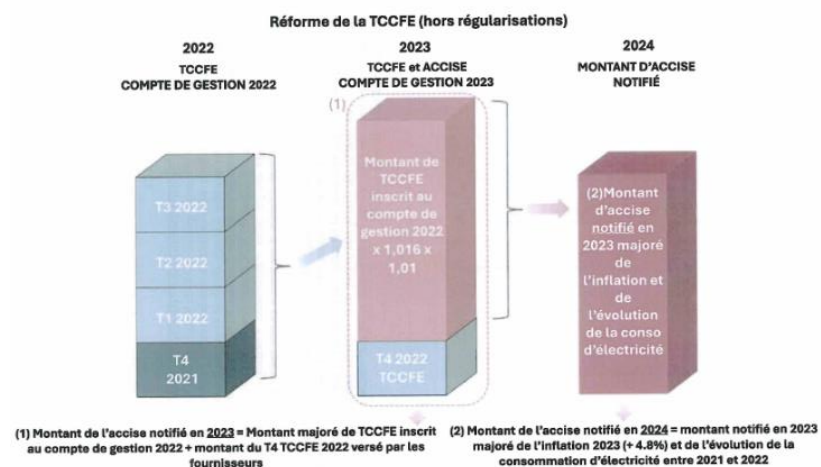 Réforme de la TCCFE (hors régularisations)
2022
TCCFE
COMPTE DE GESTION 2022
2023
TCCFE et ACCISE
COMPTE DE GESTION 2023
2024
MONTANT D'ACCISE
NOTIFIÉ
(1)
T3 2022
T2 2022
T1 2022
T4
2021
Montant de
TCCFE
inscrit au
compte de
gestion 2022
x 1,016 x
1,01
T4 2022
TCCFE
(2)Montant
d'accise
notifié en
2023 majoré
de
l'inflation et
de
l'évolution
de la conso
d'électricité
(1) Montant de l'accise notifié en 2023 = Montant majoré de TCCFE inscrit
au compte de gestion 2022 + montant du T4 TCCFE 2022 versé par les
fournisseurs
(2) Montant de l'accise notifié en 2024 = montant notifié en 2023
majoré de l'inflation 2023 (+ 4.8%) et de l'évolution de la
consommation d'électricité entre 2021 et 2022